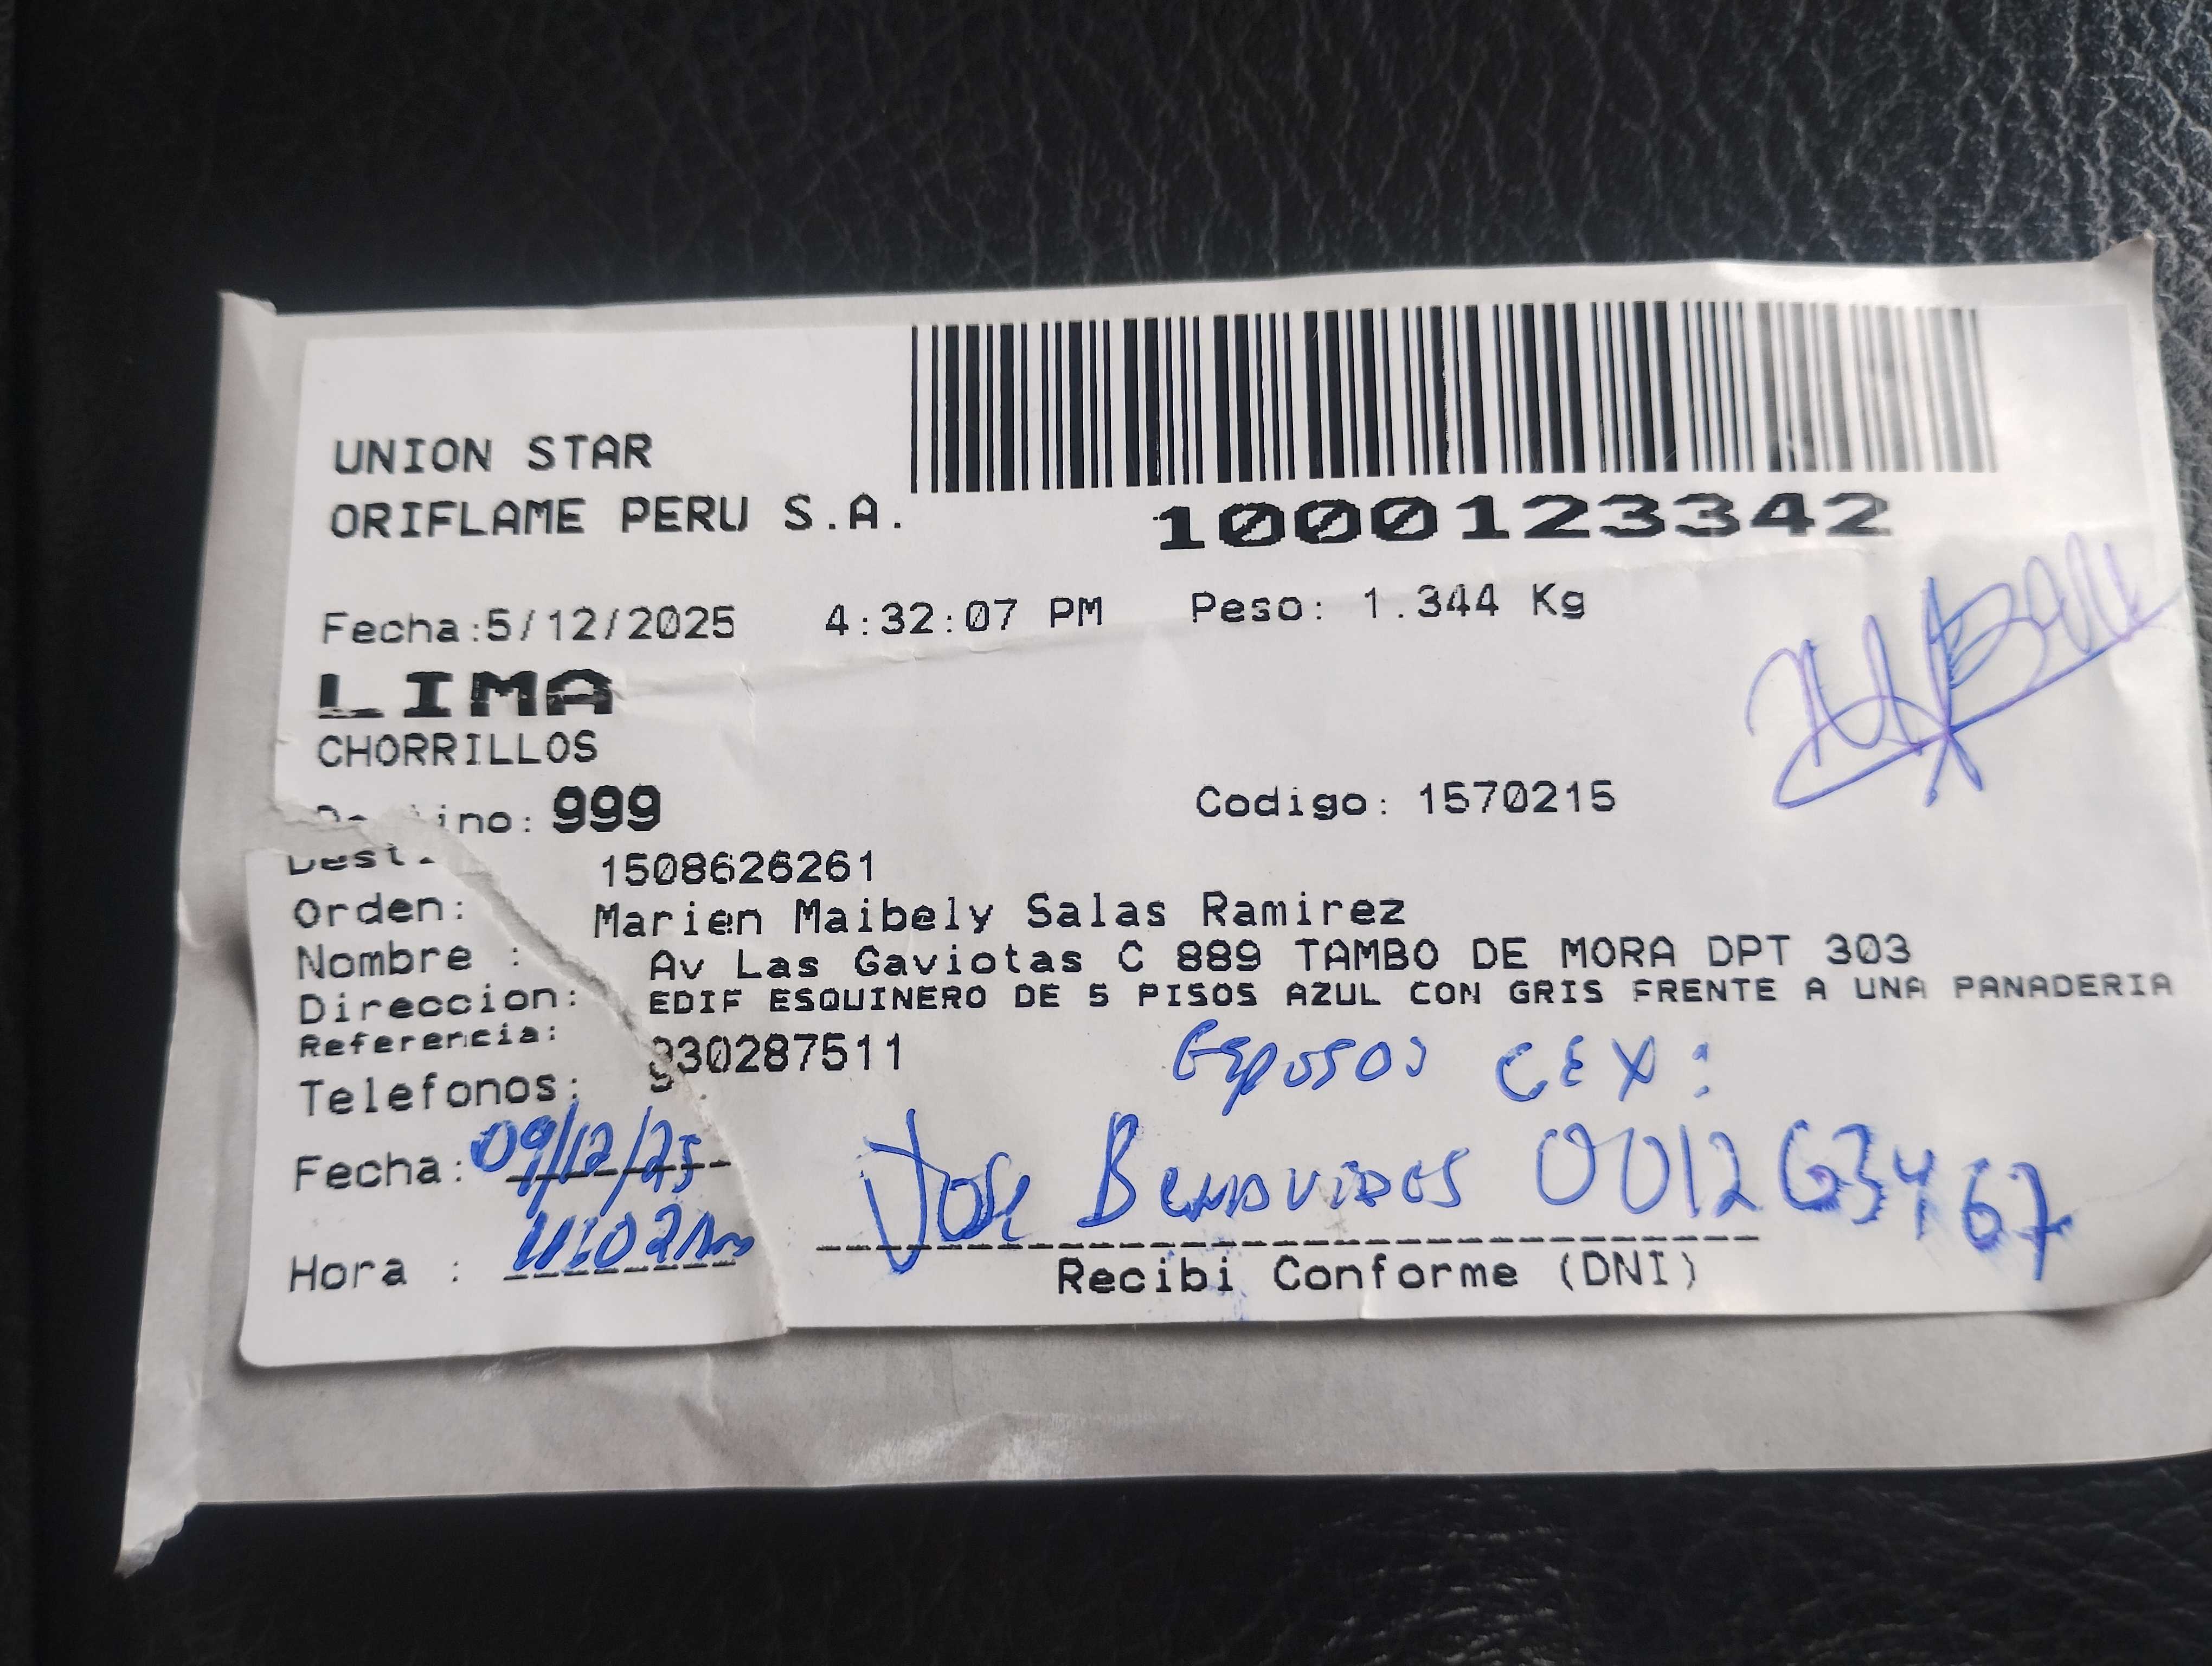 UNION STAR
ORIFLAME PERU S.A.
1000123342
Fecha:5/12/2025 4:32:07 PM Peso: 1.344 Kg
LIMA
CHORRILLOS
999 Codigo: 1570215
Orden: 1508626261
Nombre : Marien Maibely Salas Ramirez
Direccion: Av Las Gaviotas C 889 TAMBO DE MORA DPT 303
Referencia: EDIF ESQUINERO DE 5 PISOS AZUL CON GRIS FRENTE A UNA PANADERIA
Telefonos: 930287511
Esposos CEX:
Fecha: 09/12/25
Jose Benavides 001263467
Hora : 11:02Am
Recibi Conforme (DNI)